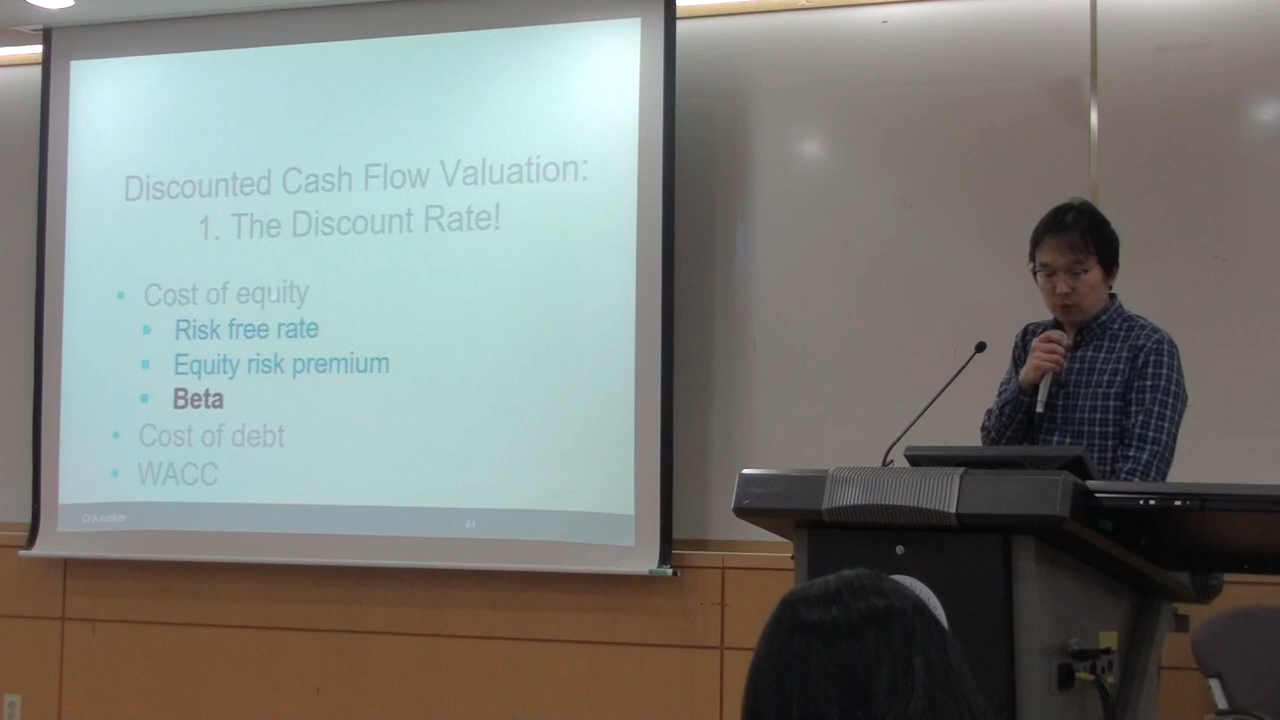 Discounted Cash Flow Valuation:
1. The Discount Rate!
Cost of equity
Risk free rate
Equity risk premium
Beta
Cost of debt
WACC
CFA Institute
44